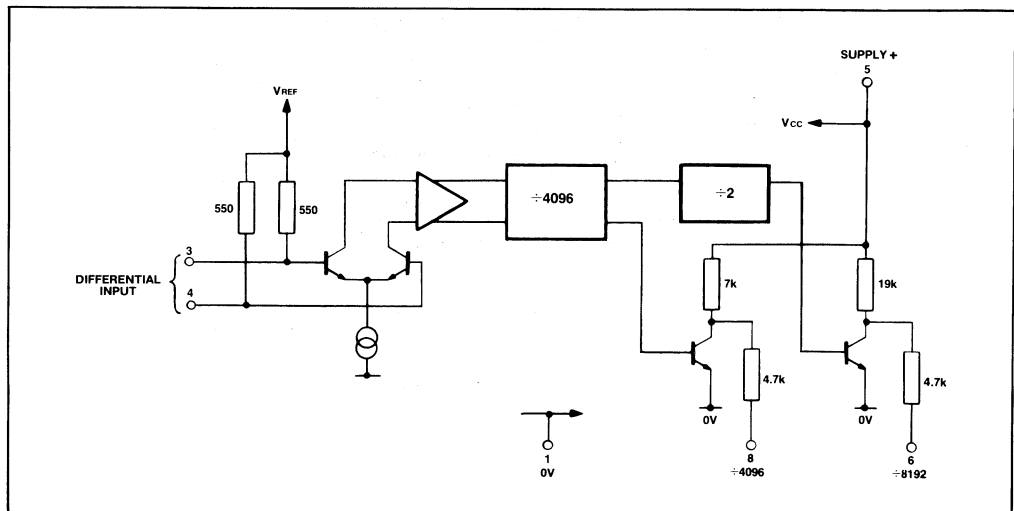 SUPPLY +
5
VREF
VCC
550
550
÷4096
÷2
3
DIFFERENTIAL
INPUT
4
7k
19k
4.7k
4.7k
0V
0V
1
0V
8
÷4096
6
÷8192